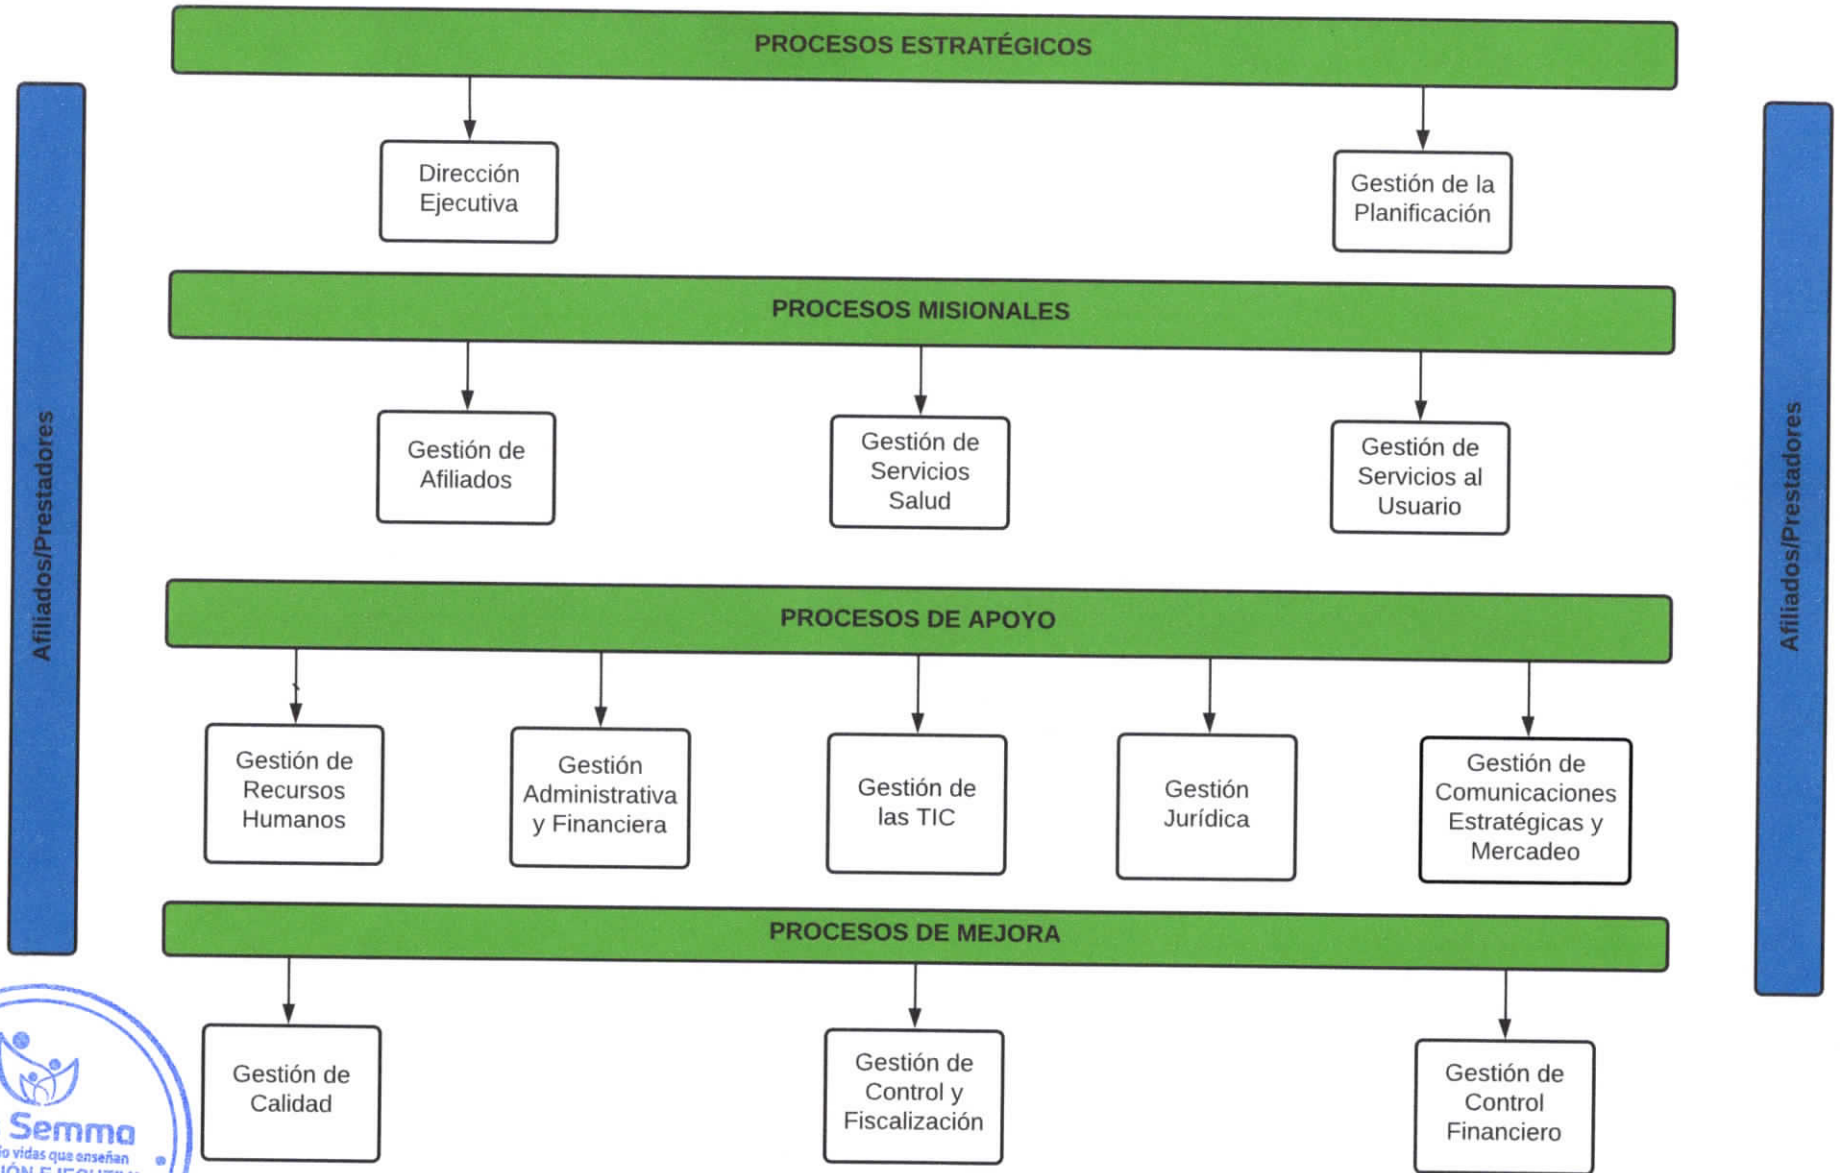 PROCESOS ESTRATÉGICOS
Dirección
Ejecutiva
Gestión de la
Planificación
PROCESOS MISIONALES
Gestión de
Afiliados
Gestión de
Servicios
Salud
Gestión de
Servicios al
Usuario
Afiliados/Prestadores
Afiliados/Prestadores
PROCESOS DE APOYO
Gestión de
Recursos
Humanos
Gestión
Administrativa
y Financiera
Gestión de
las TIC
Gestión
Jurídica
Gestión de
Comunicaciones
Estratégicas y
Mercadeo
PROCESOS DE MEJORA
Gestión de
Calidad
Gestión de
Control y
Fiscalización
Gestión de
Control
Financiero
Semma
vidas que enseñan